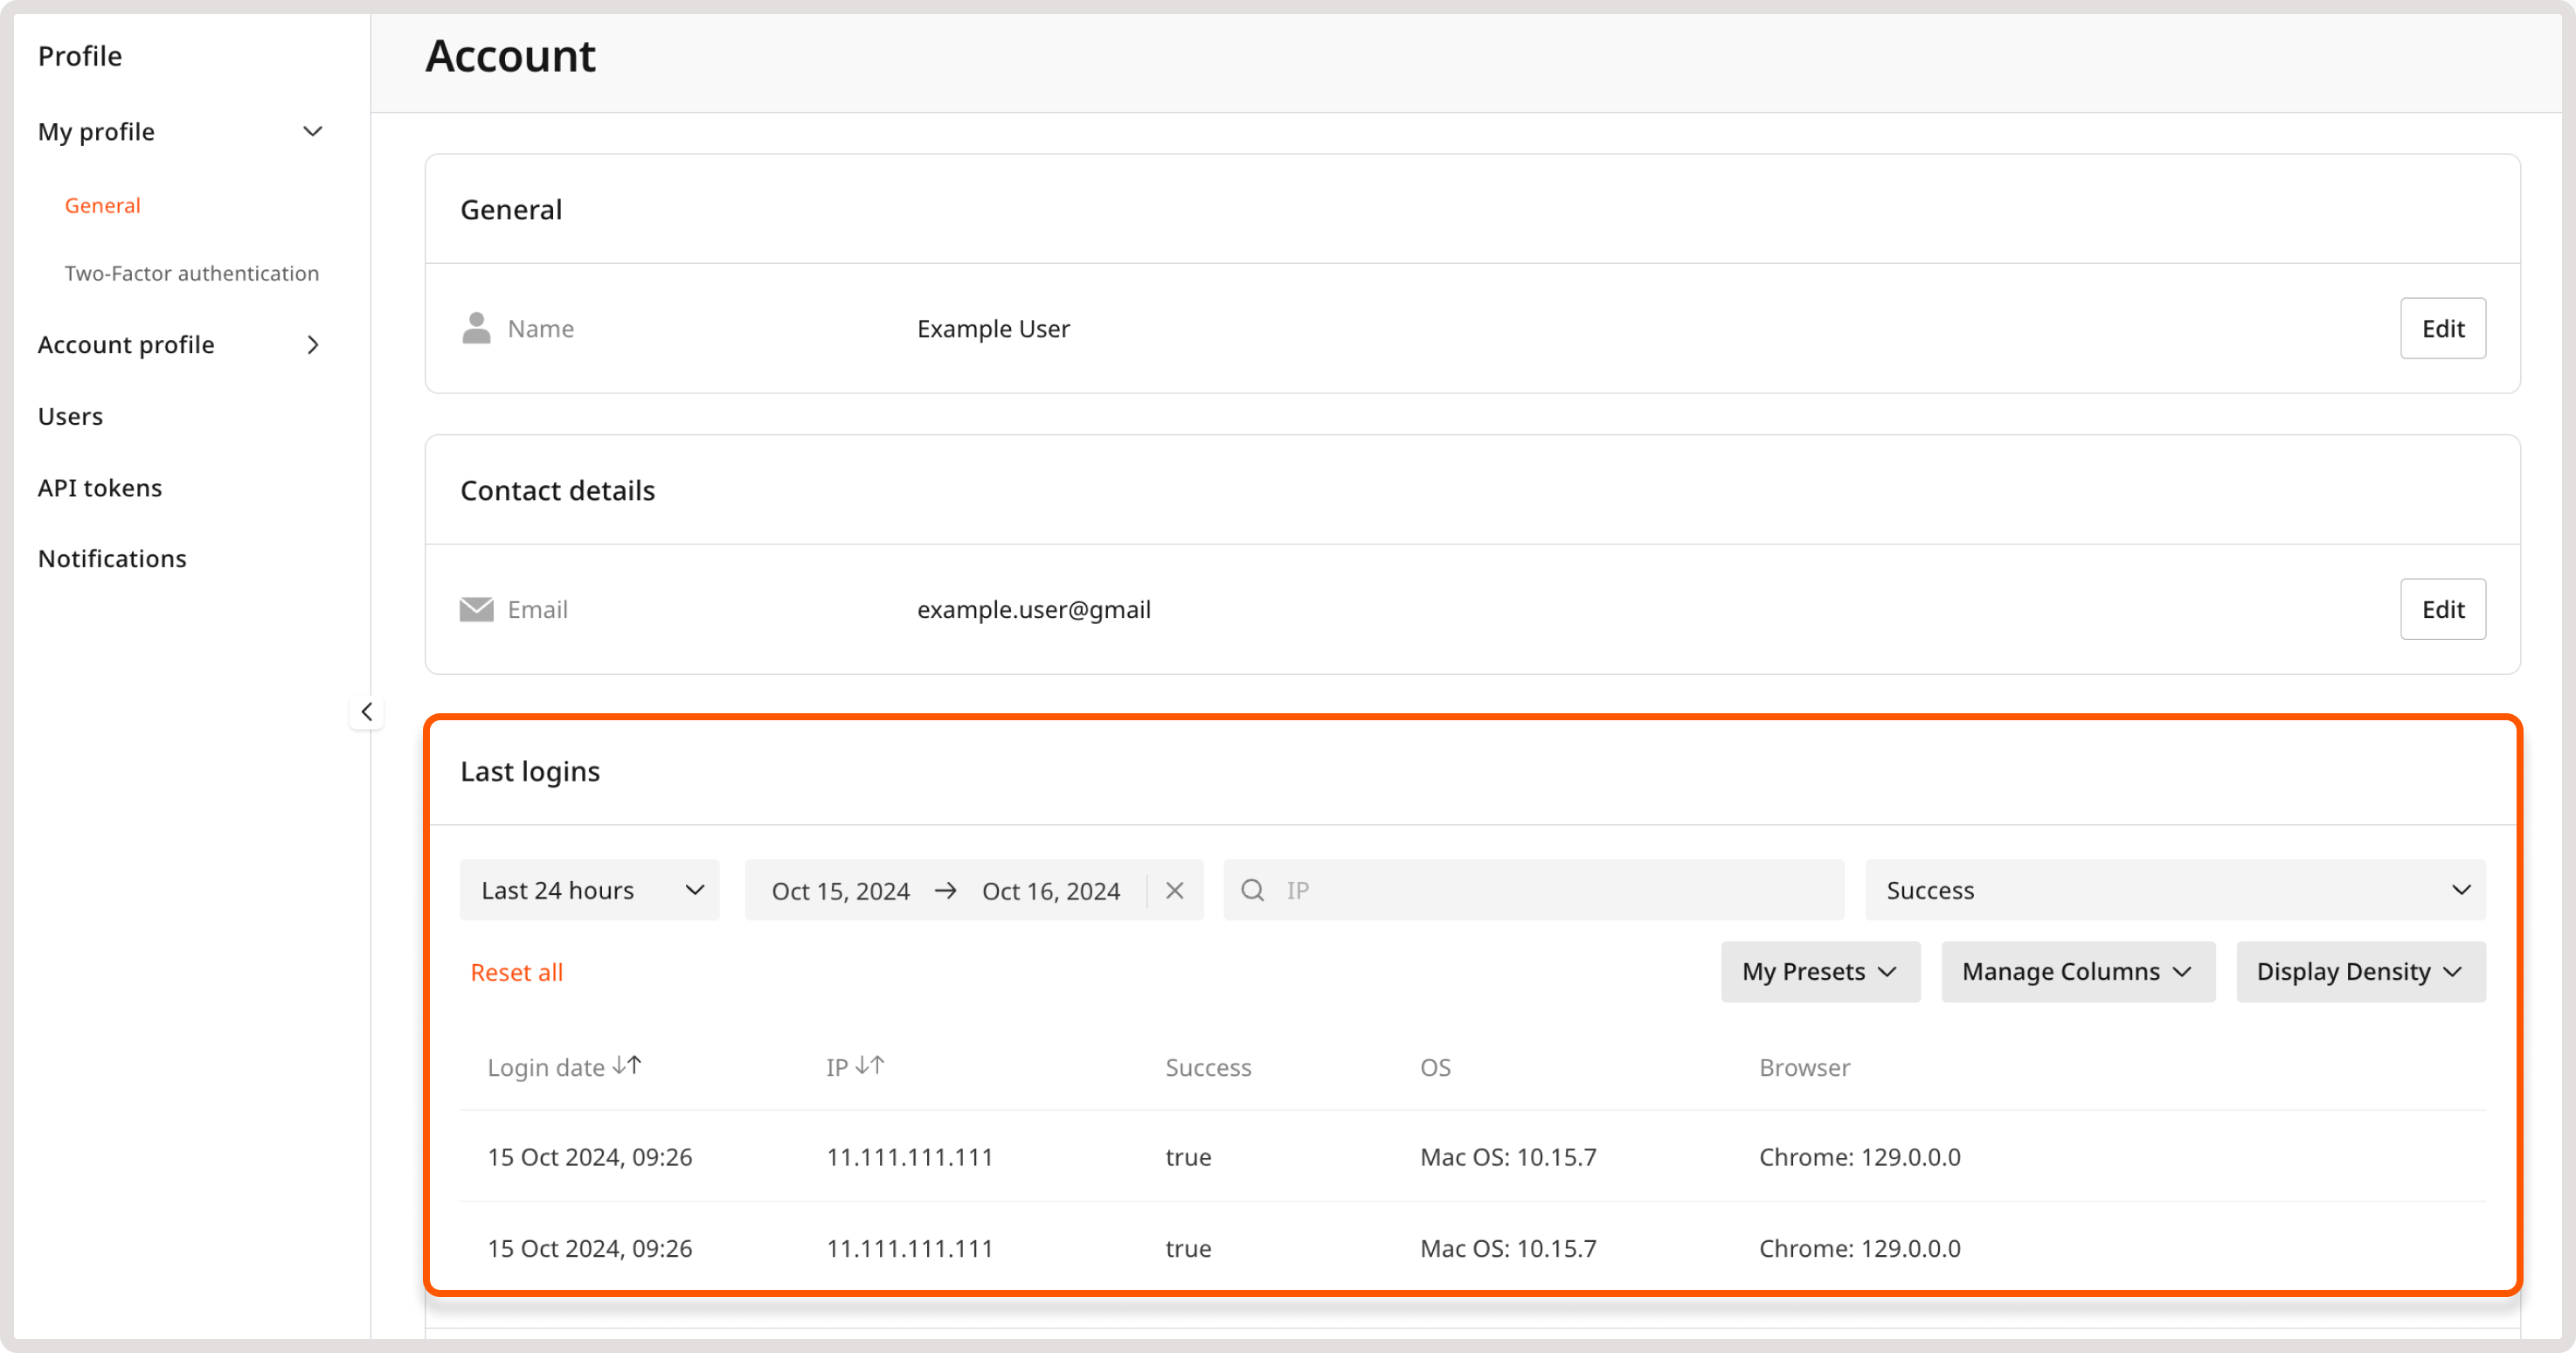 Profile
My profile
General
Two-Factor authentication
Account profile
Users
API tokens
Notifications
Account
General
Name Example User Edit
Contact details
Email example.user@gmail Edit
Last logins
Last 24 hours Oct 15, 2024 → Oct 16, 2024 IP Success
Reset all My Presets Manage Columns Display Density
Login date IP Success OS Browser
15 Oct 2024, 09:26 11.111.111.111 true Mac OS: 10.15.7 Chrome: 129.0.0.0
15 Oct 2024, 09:26 11.111.111.111 true Mac OS: 10.15.7 Chrome: 129.0.0.0